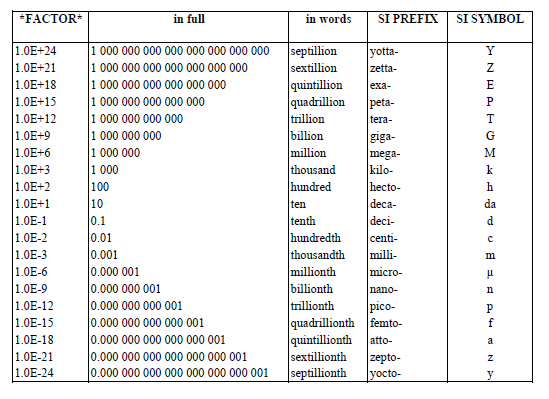 *FACTOR* in full in words SI PREFIX SI SYMBOL
1.0E+24 1 000 000 000 000 000 000 000 000 septillion yotta- Y
1.0E+21 1 000 000 000 000 000 000 000 sextillion zetta- Z
1.0E+18 1 000 000 000 000 000 000 quintillion exa- E
1.0E+15 1 000 000 000 000 000 quadrillion peta- P
1.0E+12 1 000 000 000 000 trillion tera- T
1.0E+9 1 000 000 000 billion giga- G
1.0E+6 1 000 000 million mega- M
1.0E+3 1 000 thousand kilo- k
1.0E+2 100 hundred hecto- h
1.0E+1 10 ten deca- da
1.0E-1 0.1 tenth deci- d
1.0E-2 0.01 hundredth centi- c
1.0E-3 0.001 thousandth milli- m
1.0E-6 0.000 001 millionth micro- µ
1.0E-9 0.000 000 001 billionth nano- n
1.0E-12 0.000 000 000 001 trillionth pico- p
1.0E-15 0.000 000 000 000 001 quadrillionth femto- f
1.0E-18 0.000 000 000 000 000 001 quintillionth atto- a
1.0E-21 0.000 000 000 000 000 000 001 sextillionth zepto- z
1.0E-24 0.000 000 000 000 000 000 000 001 septillionth yocto- y